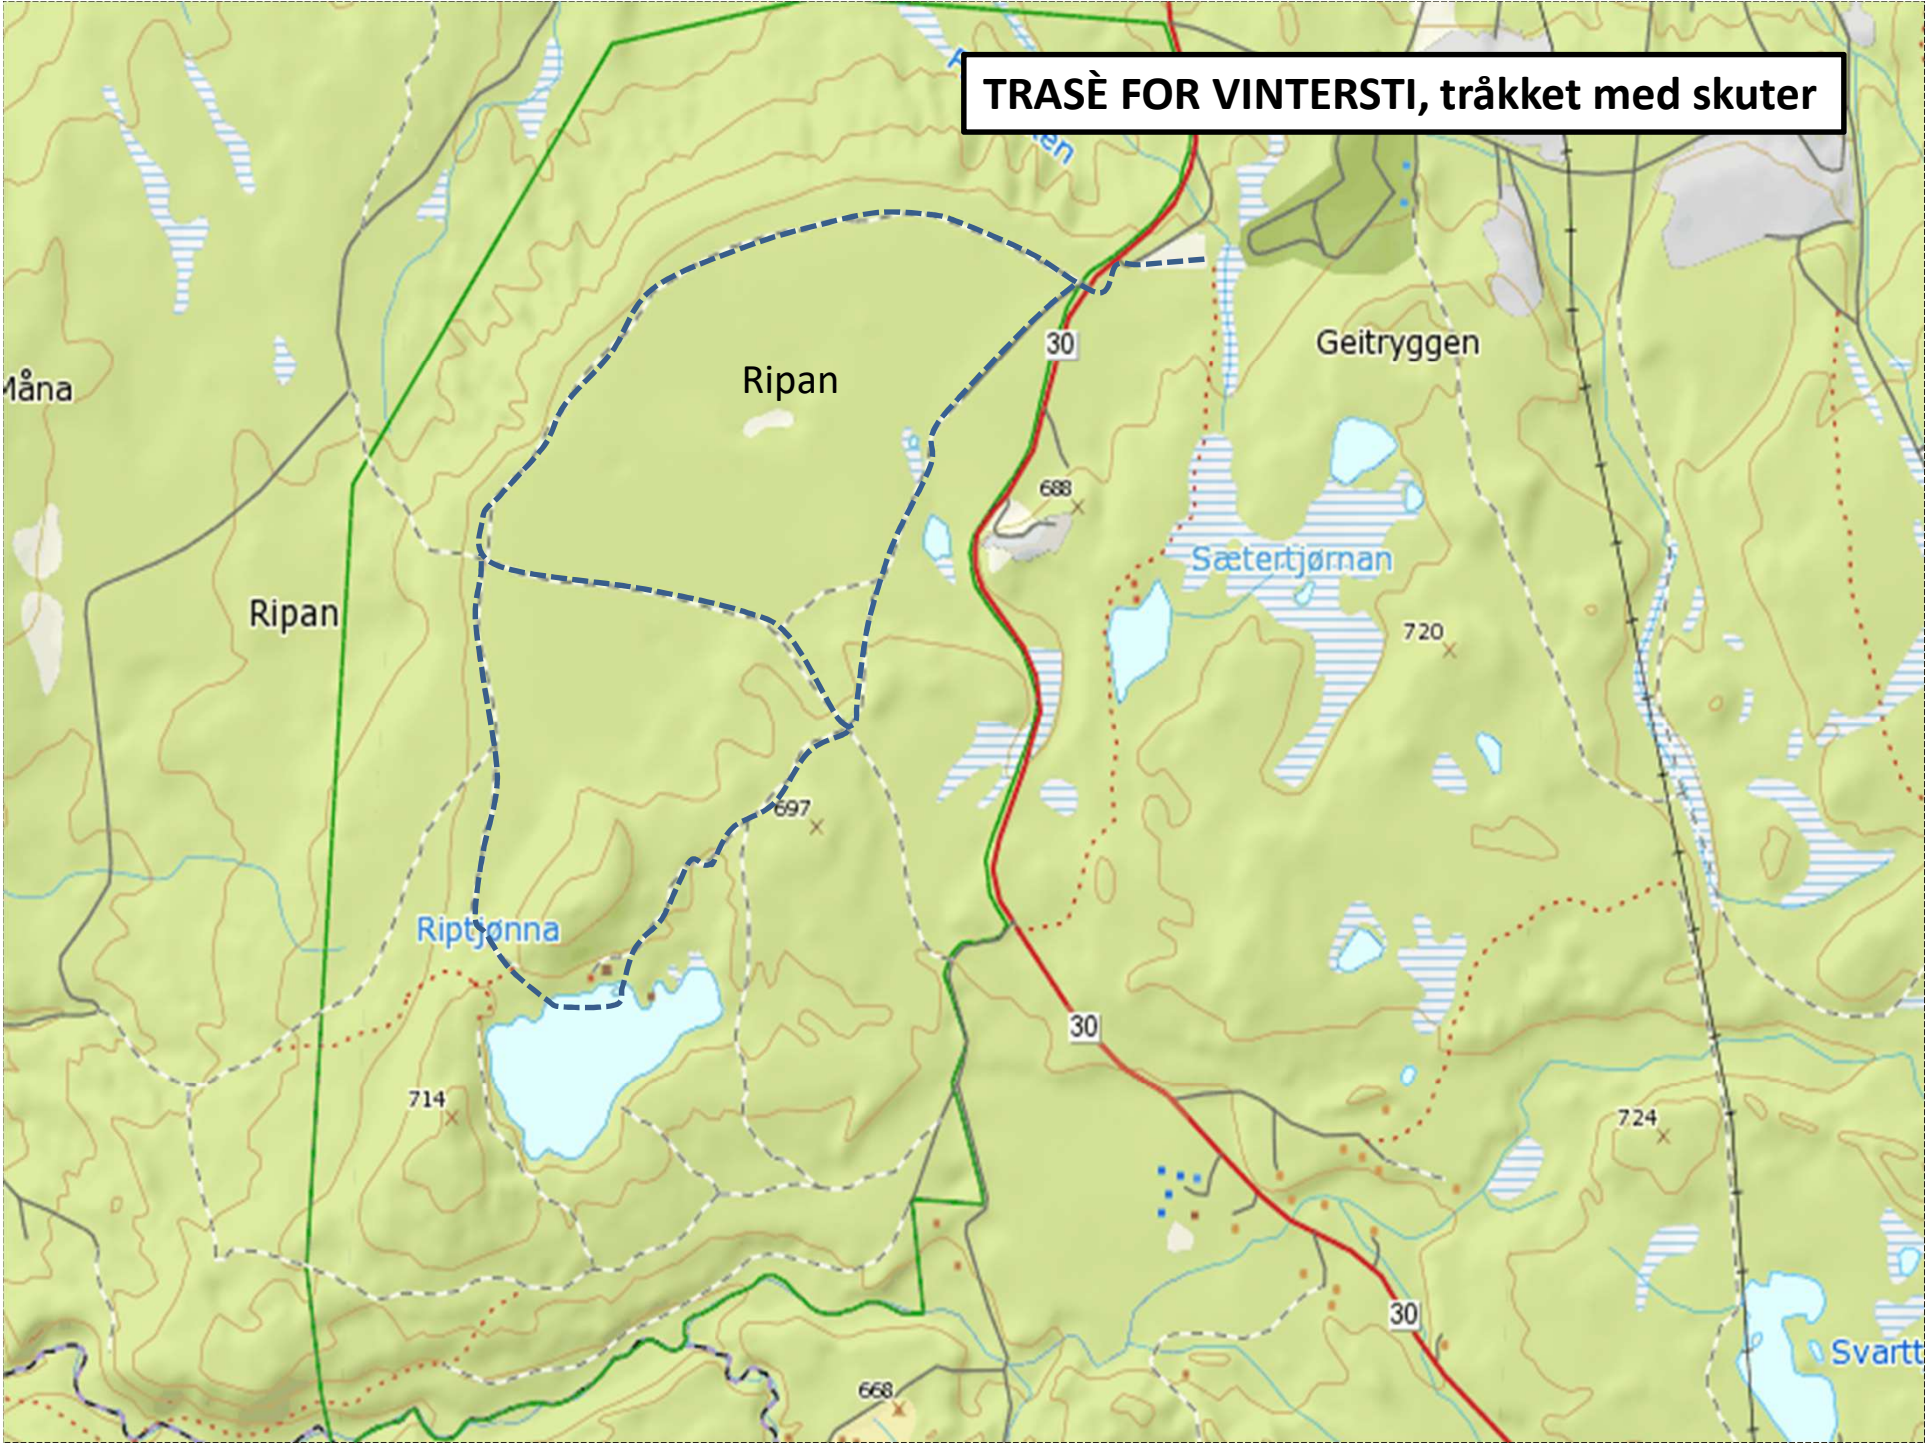 TRASÈ FOR VINTERSTI, tråkket med skuter
en
30
Geitryggen
Måna
Ripan
688
Sætertjørnan
Ripan
720
697
Riptjønna
30
714
724
30
Svartt
668